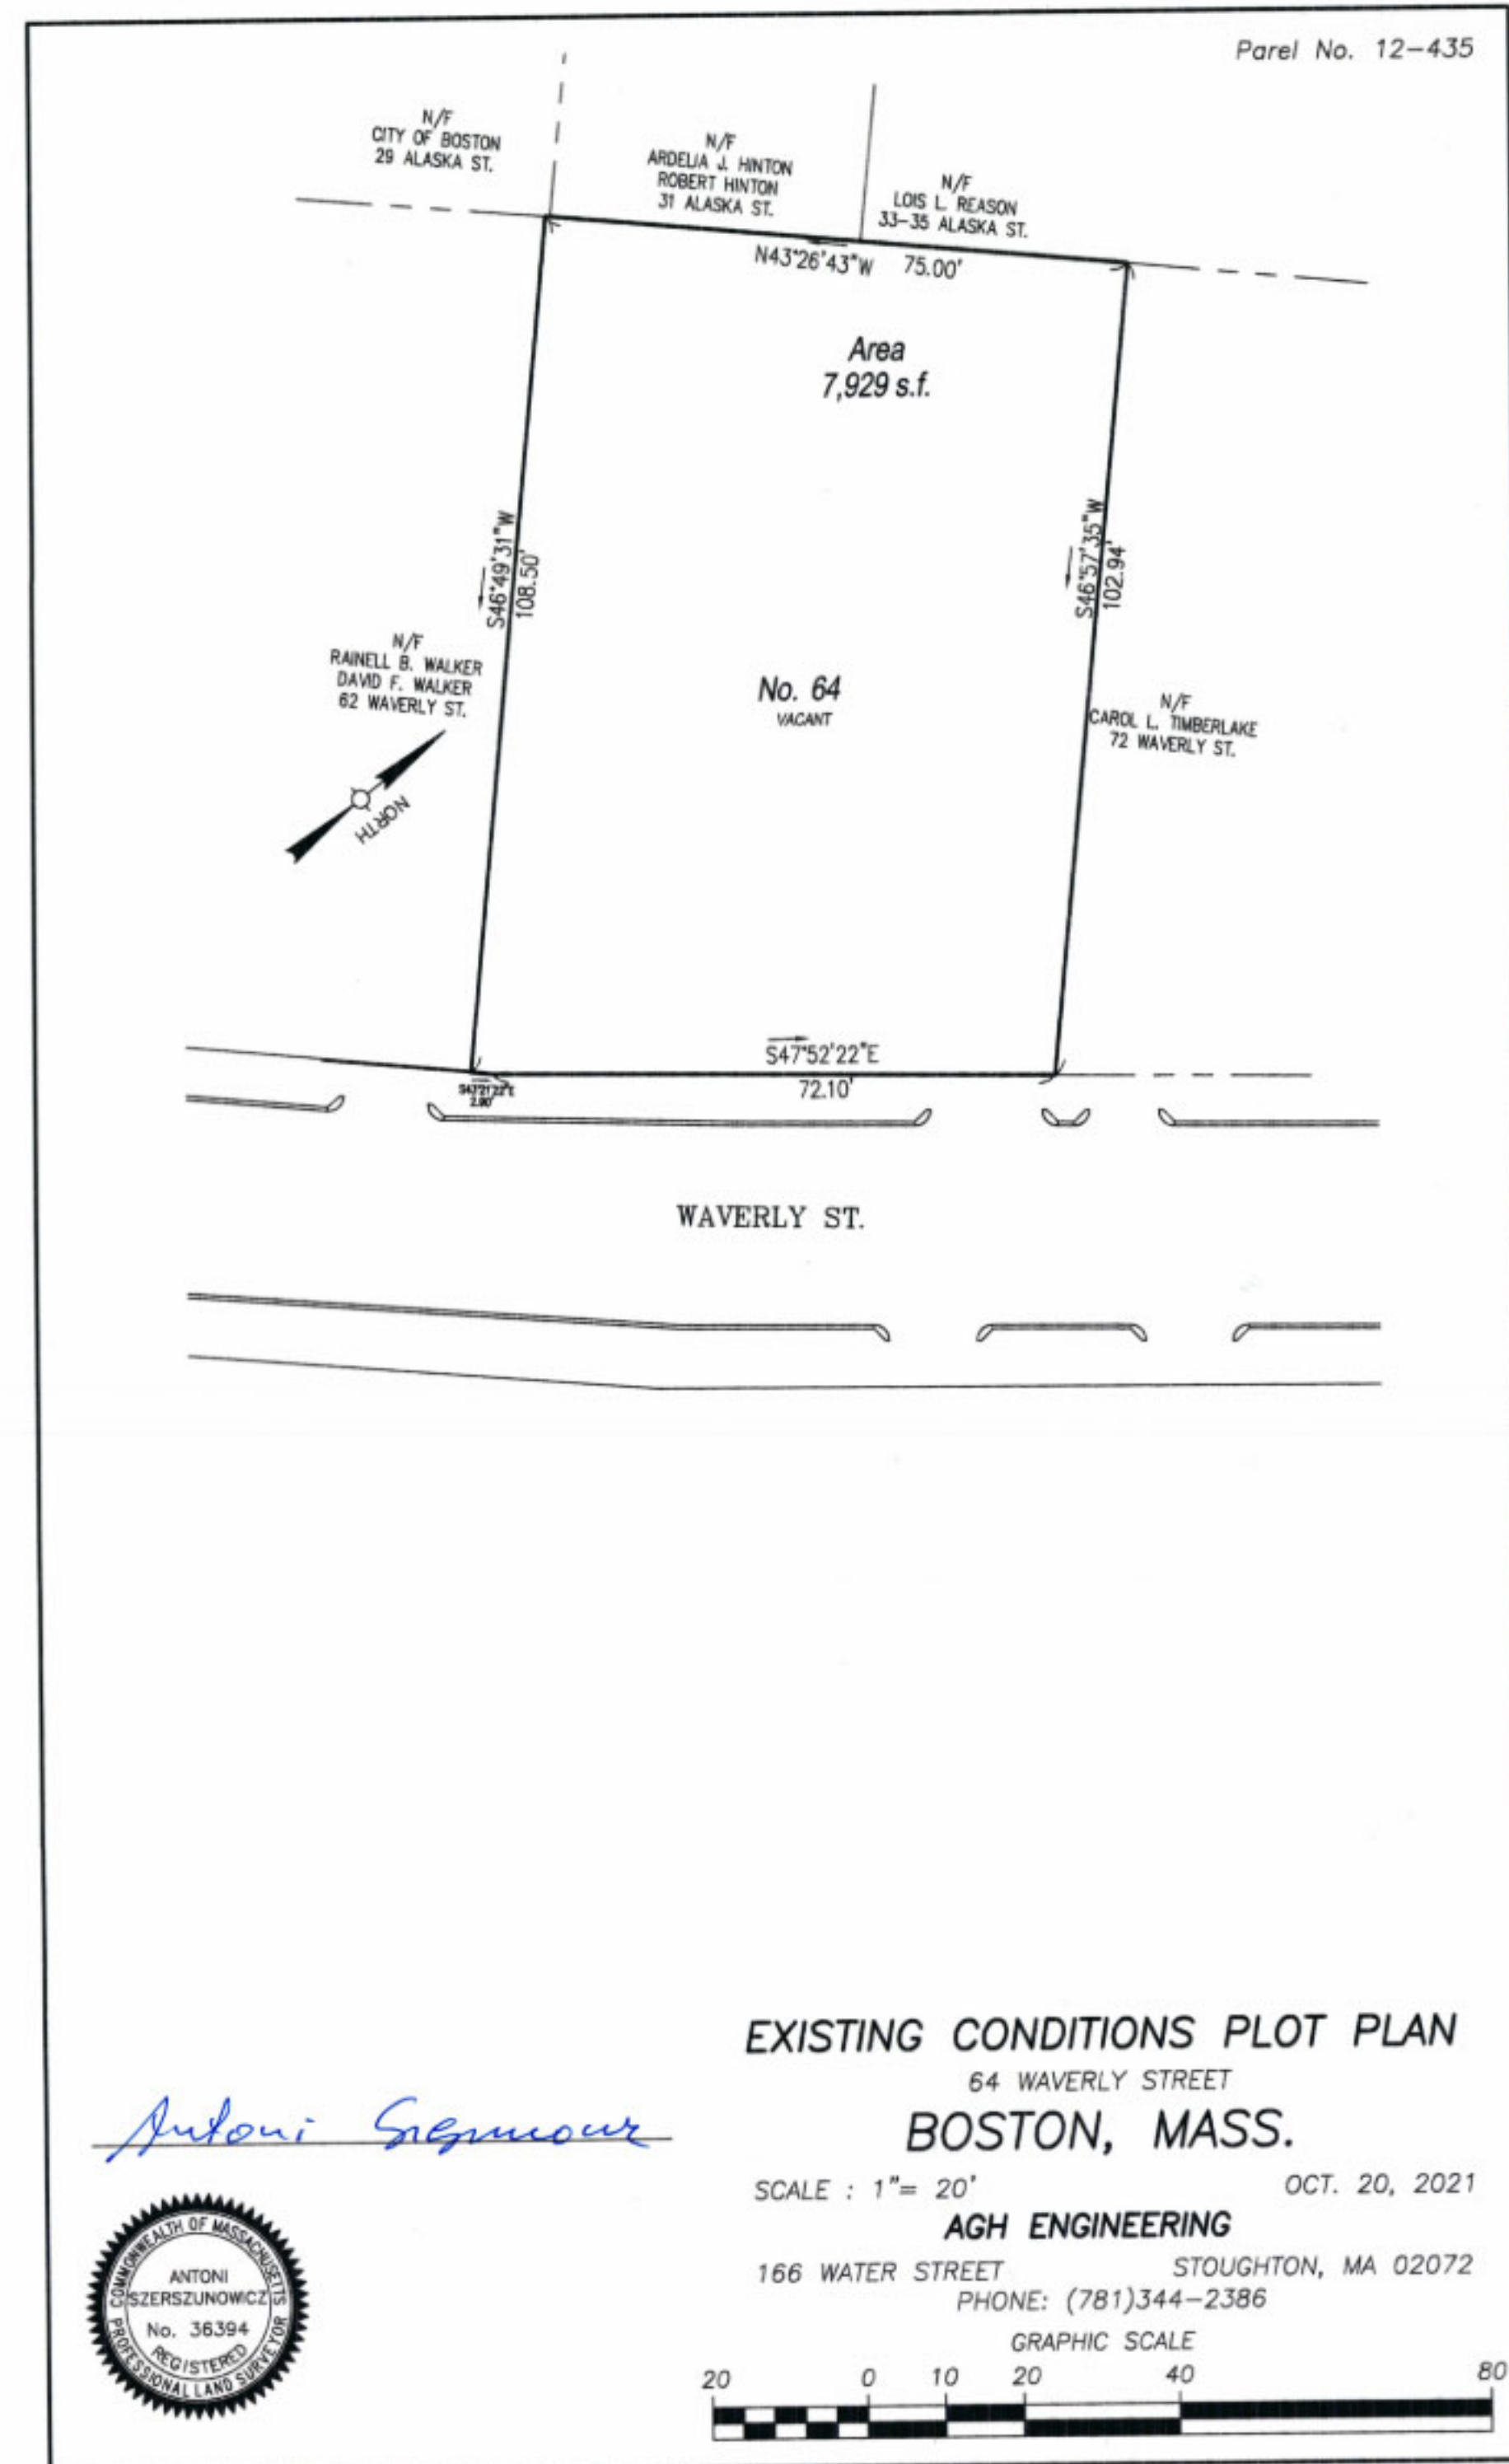 Parel No. 12-435
N/F
CITY OF BOSTON
29 ALASKA ST.
N/F
ARDELIA J. HINTON
ROBERT HINTON
31 ALASKA ST.
N/F
LOIS L. REASON
33-35 ALASKA ST.
N43°26'43"W 75.00'
Area
7,929 s.f.
S46°49'31"W
108.50'
S46°57'35"W
102.94'
N/F
RAINELL B. WALKER
DAVID F. WALKER
62 WAVERLY ST.
No. 64
VACANT
N/F
CAROL L. TIMBERLAKE
72 WAVERLY ST.
NORTH
S47°52'22"E
72.10'
2.90'
WAVERLY ST.
EXISTING CONDITIONS PLOT PLAN
64 WAVERLY STREET
BOSTON, MASS.
SCALE : 1"= 20' OCT. 20, 2021
AGH ENGINEERING
166 WATER STREET STOUGHTON, MA 02072
PHONE: (781)344-2386
GRAPHIC SCALE
20 0 10 20 40 80
Antoni
COMMONWEALTH OF MASSACHUSETTS
ANTONI
SZERSZUNOWICZ
No. 36394
REGISTERED
PROFESSIONAL LAND SURVEYOR